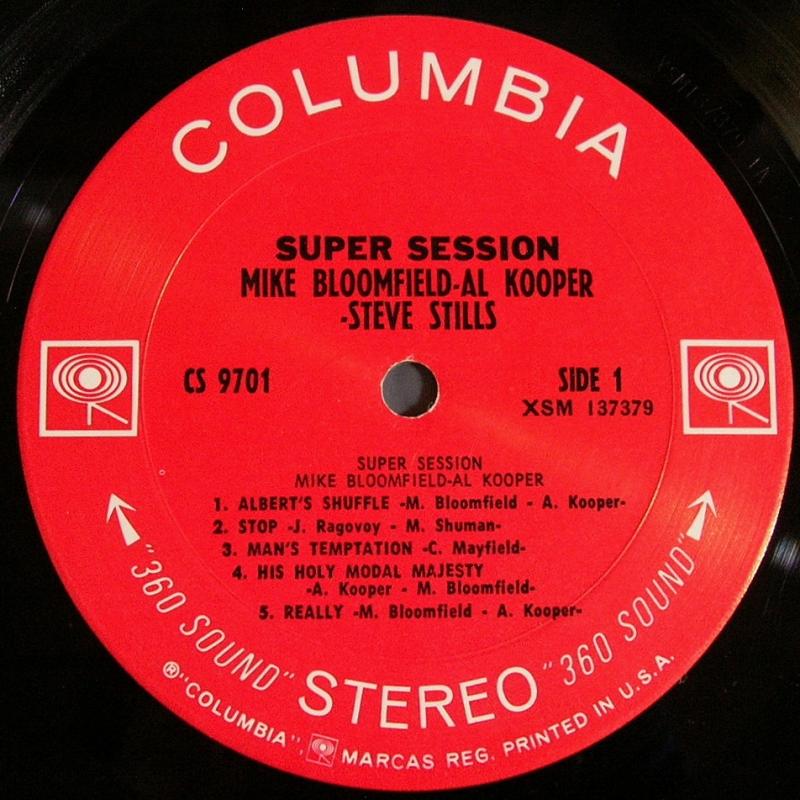 COLUMBIA
SUPER SESSION
MIKE BLOOMFIELD-AL KOOPER
-STEVE STILLS
CS 9701
SIDE 1
XSM 137379
SUPER SESSION
MIKE BLOOMFIELD-AL KOOPER
1. ALBERT'S SHUFFLE -M. Bloomfield - A. Kooper-
2. STOP -J. Ragovoy - M. Shuman-
3. MAN'S TEMPTATION -C. Mayfield-
4. HIS HOLY MODAL MAJESTY
-A. Kooper - M. Bloomfield-
5. REALLY -M. Bloomfield - A. Kooper-
"360 SOUND" STEREO "360 SOUND"
® "COLUMBIA", MARCAS REG. PRINTED IN U.S.A.